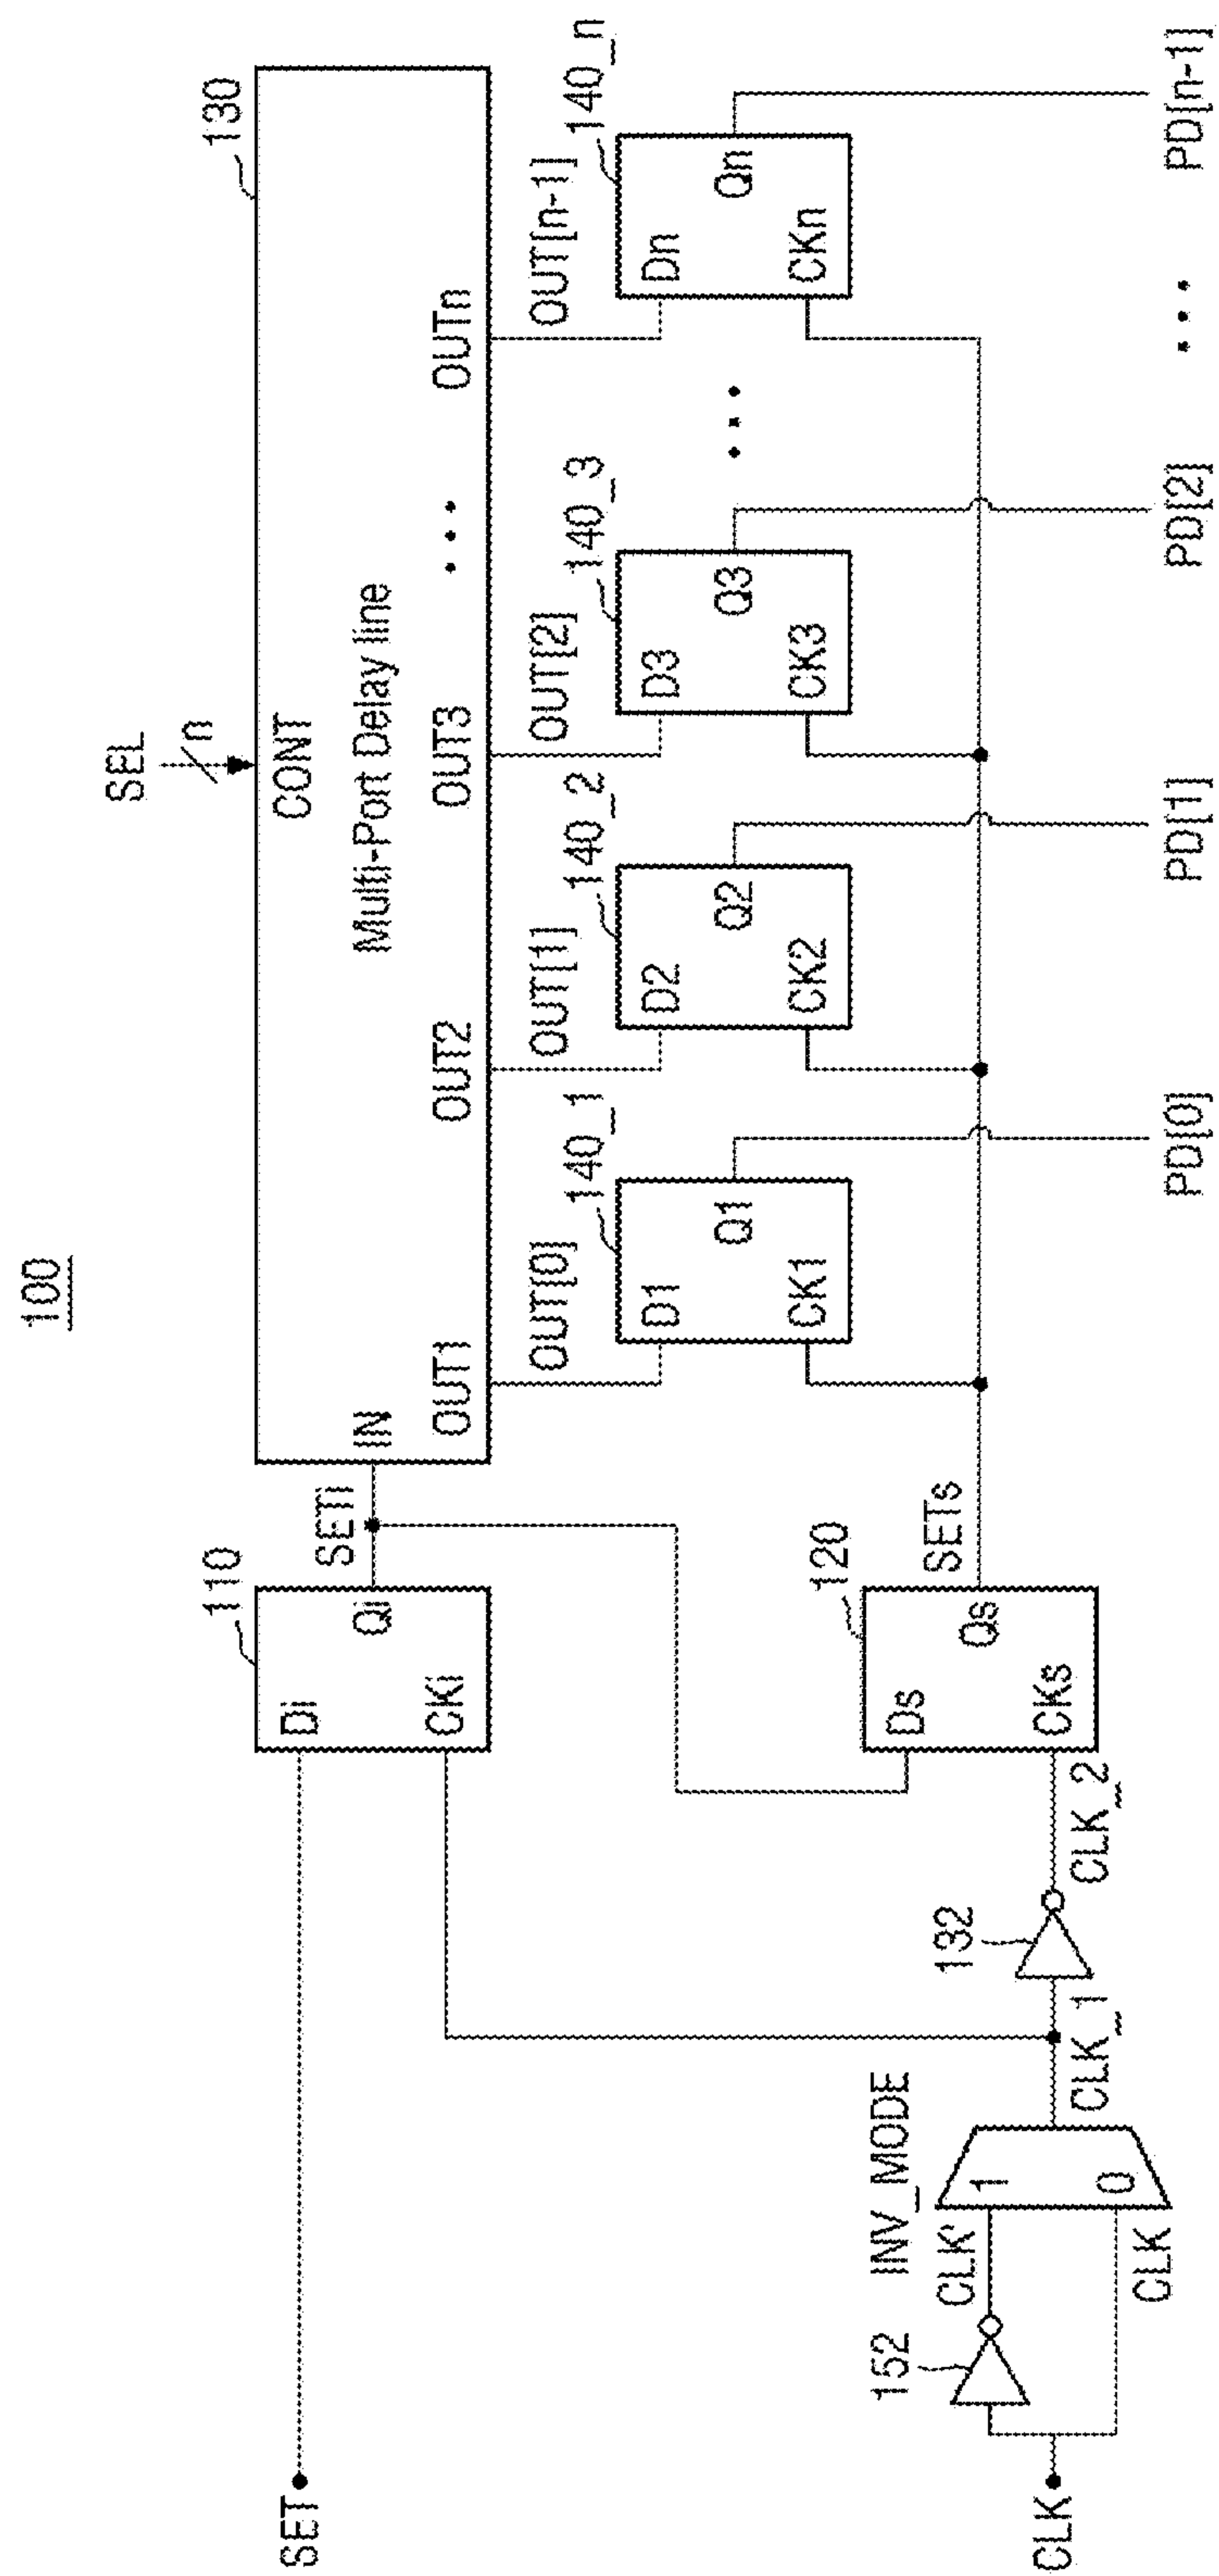 100
SEL
n
130
CONT
Multi-Port Delay line
IN
OUT1
OUT2
OUT3
OUTn
SET
110
Di
Qi
CKi
SETi
OUT[0]
OUT[1]
OUT[2]
OUT[n-1]
140_1
140_2
140_3
140_n
D1
Q1
CK1
D2
Q2
CK2
D3
Q3
CK3
Dn
Qn
CKn
120
Ds
Qs
CKs
SETs
132
CLK_2
CLK_1
INV_MODE
152
CLK'
1
0
CLK
CLK
PD[0]
PD[1]
PD[2]
PD[n-1]